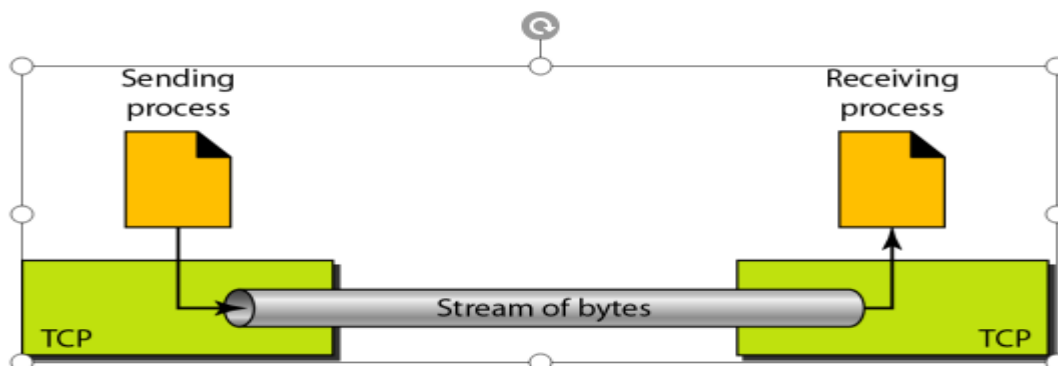 Sending
process
Receiving
process
Stream of bytes
TCP
TCP